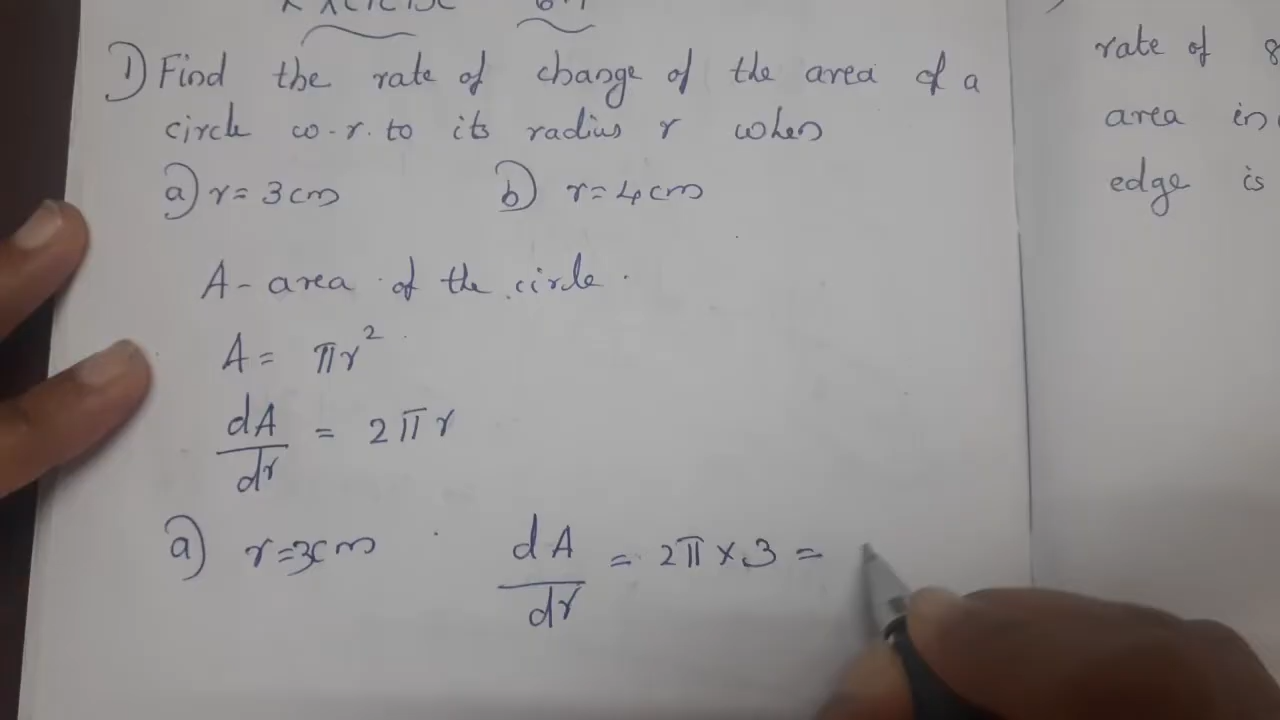 1) Find the rate of change of the area of a
circle w.r.to its radius r when
a) r = 3cm b) r = 4cm
A - area of the circle.
A = πr²
dA/dr = 2πr
a) r = 3cm dA/dr = 2π × 3 =
rate of 8
area in
edge is